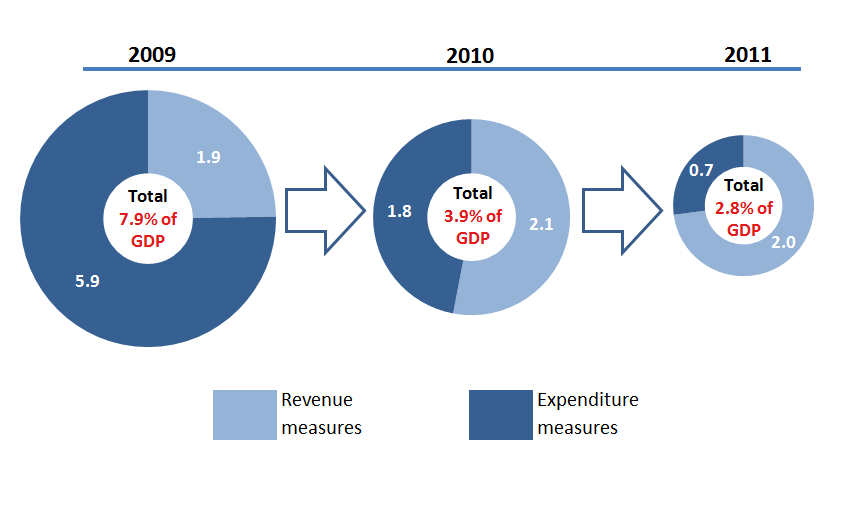 2009
2010
2011
1.9
Total
7.9% of
GDP
5.9
1.8
Total
3.9% of
GDP
2.1
0.7
Total
2.8% of
GDP
2.0
Revenue
measures
Expenditure
measures